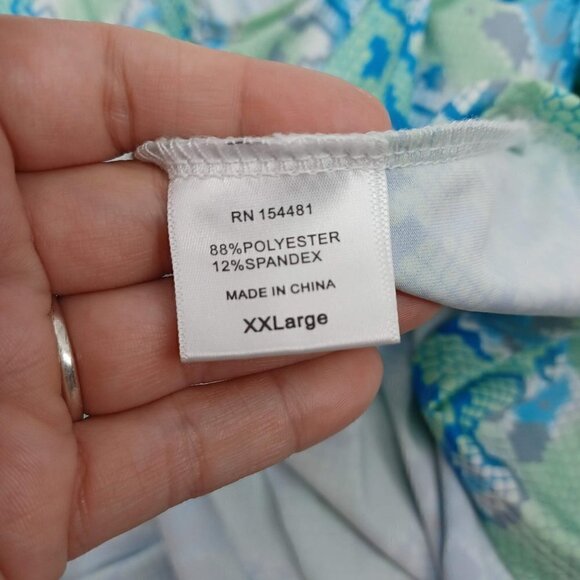 RN 154481
88%POLYESTER
12%SPANDEX
MADE IN CHINA
XXLarge